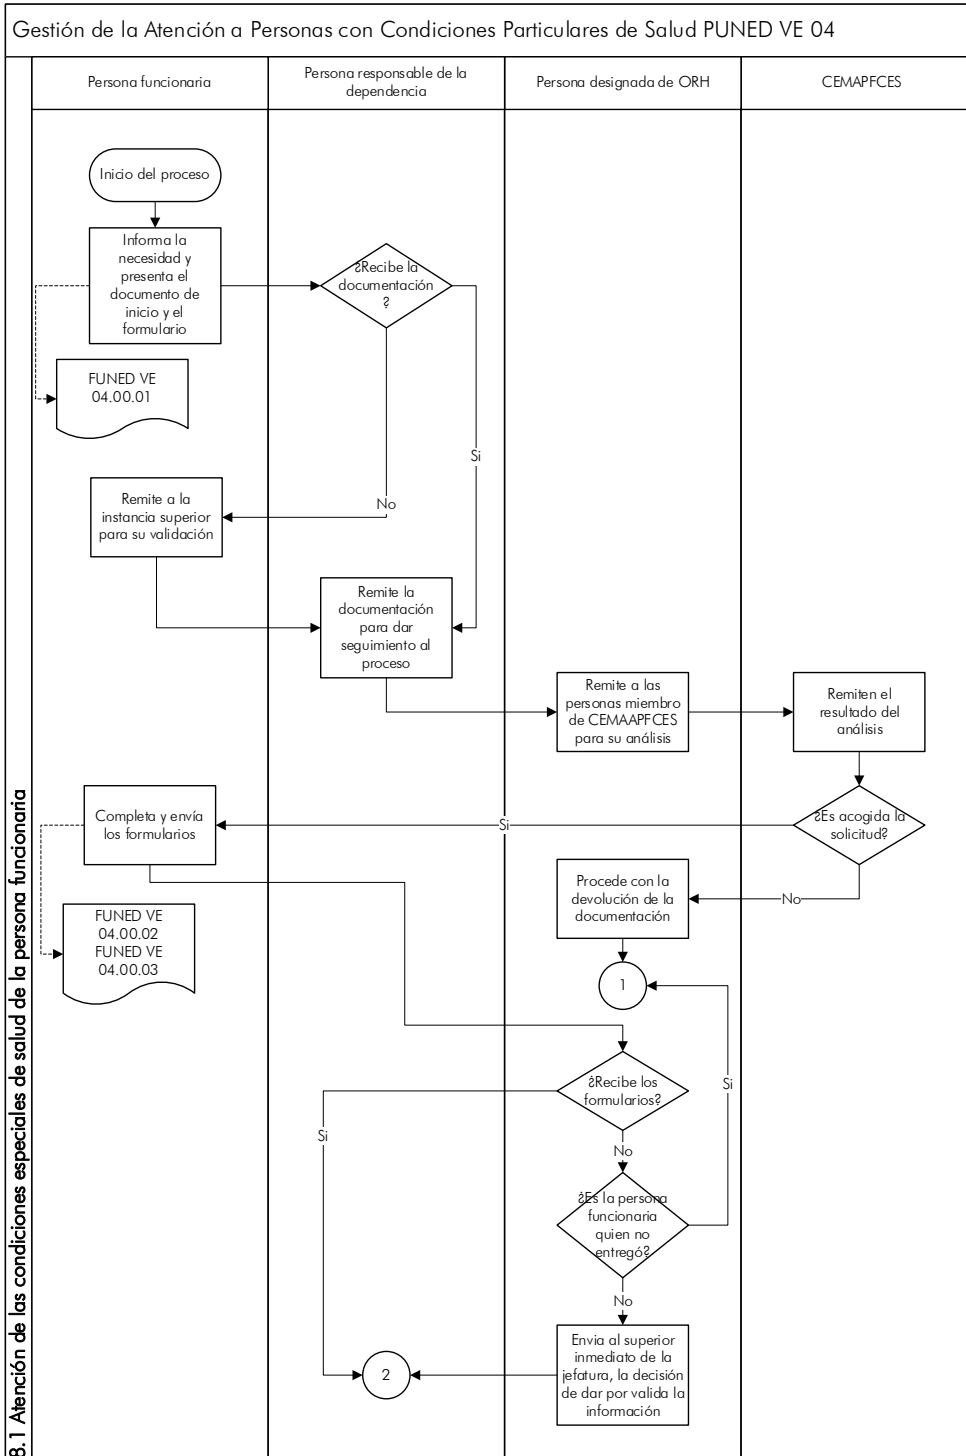 Gestión de la Atención a Personas con Condiciones Particulares de Salud PUNED VE 04
Persona funcionaria
Persona responsable de la
dependencia
Persona designada de ORH
CEMAPFCES
8.1 Atención de las condiciones especiales de salud de la persona funcionaria
Inicio del proceso
Informa la
necesidad y
presenta el
documento de
inicio y el
formulario
¿Recibe la
documentación
?
FUNED VE
04.00.01
Si
No
Remite a la
instancia superior
para su validación
Remite la
documentación
para dar
seguimiento al
proceso
Remite a las
personas miembro
de CEMAAPFCES
para su análisis
Remiten el
resultado del
análisis
¿Es acogida la
solicitud?
Si
Completa y envía
los formularios
No
Procede con la
devolución de la
documentación
FUNED VE
04.00.02
FUNED VE
04.00.03
1
¿Recibe los
formularios?
Si
Si
No
¿Es la persona
funcionaria
quien no
entregó?
No
Envia al superior
inmediato de la
jefatura, la decisión
de dar por valida la
información
2